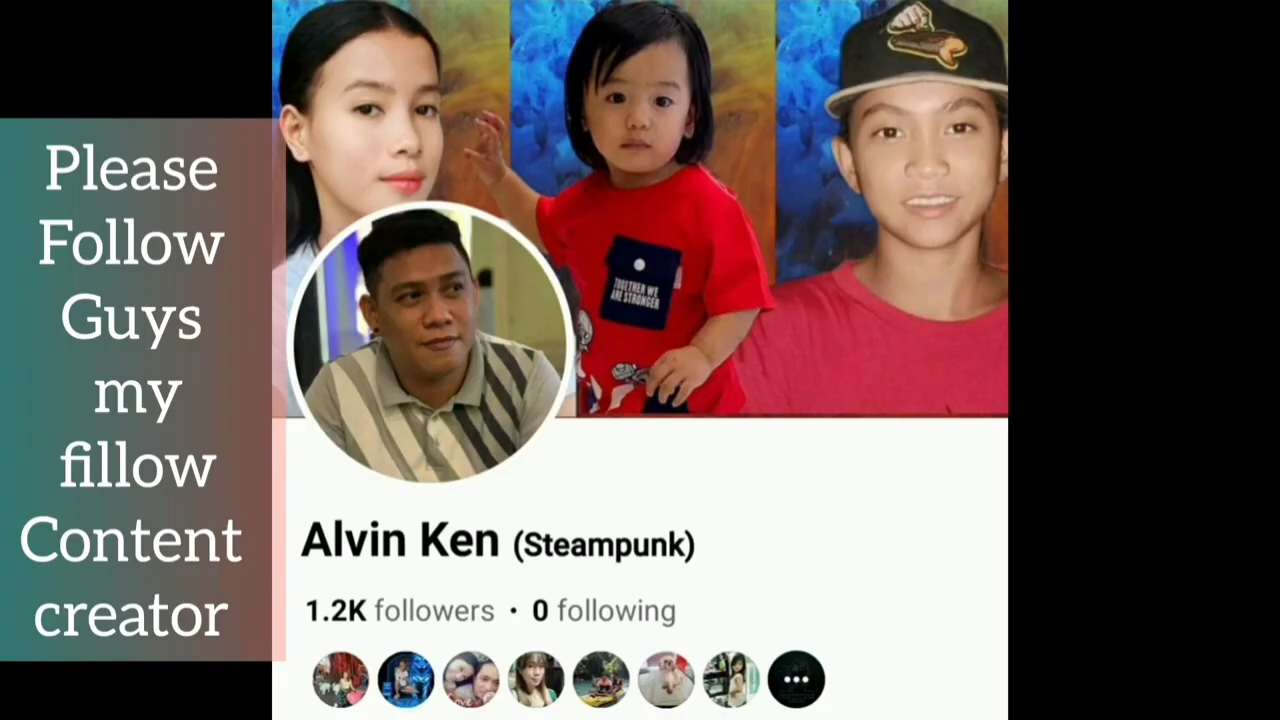 Please
Follow
Guys
my
fillow
Content
creator
TOGETHER WE
ARE STRONGER
Alvin Ken (Steampunk)
1.2K followers · 0 following